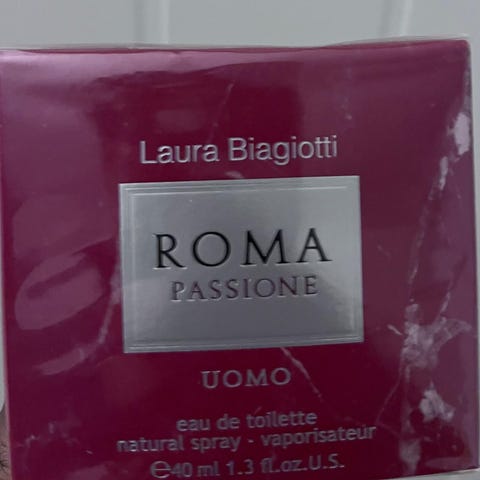 Laura Biagiotti
ROMA
PASSIONE
UOMO
eau de toilette
natural spray - vaporisateur
℮40 ml 1.3 fl.oz.U.S.